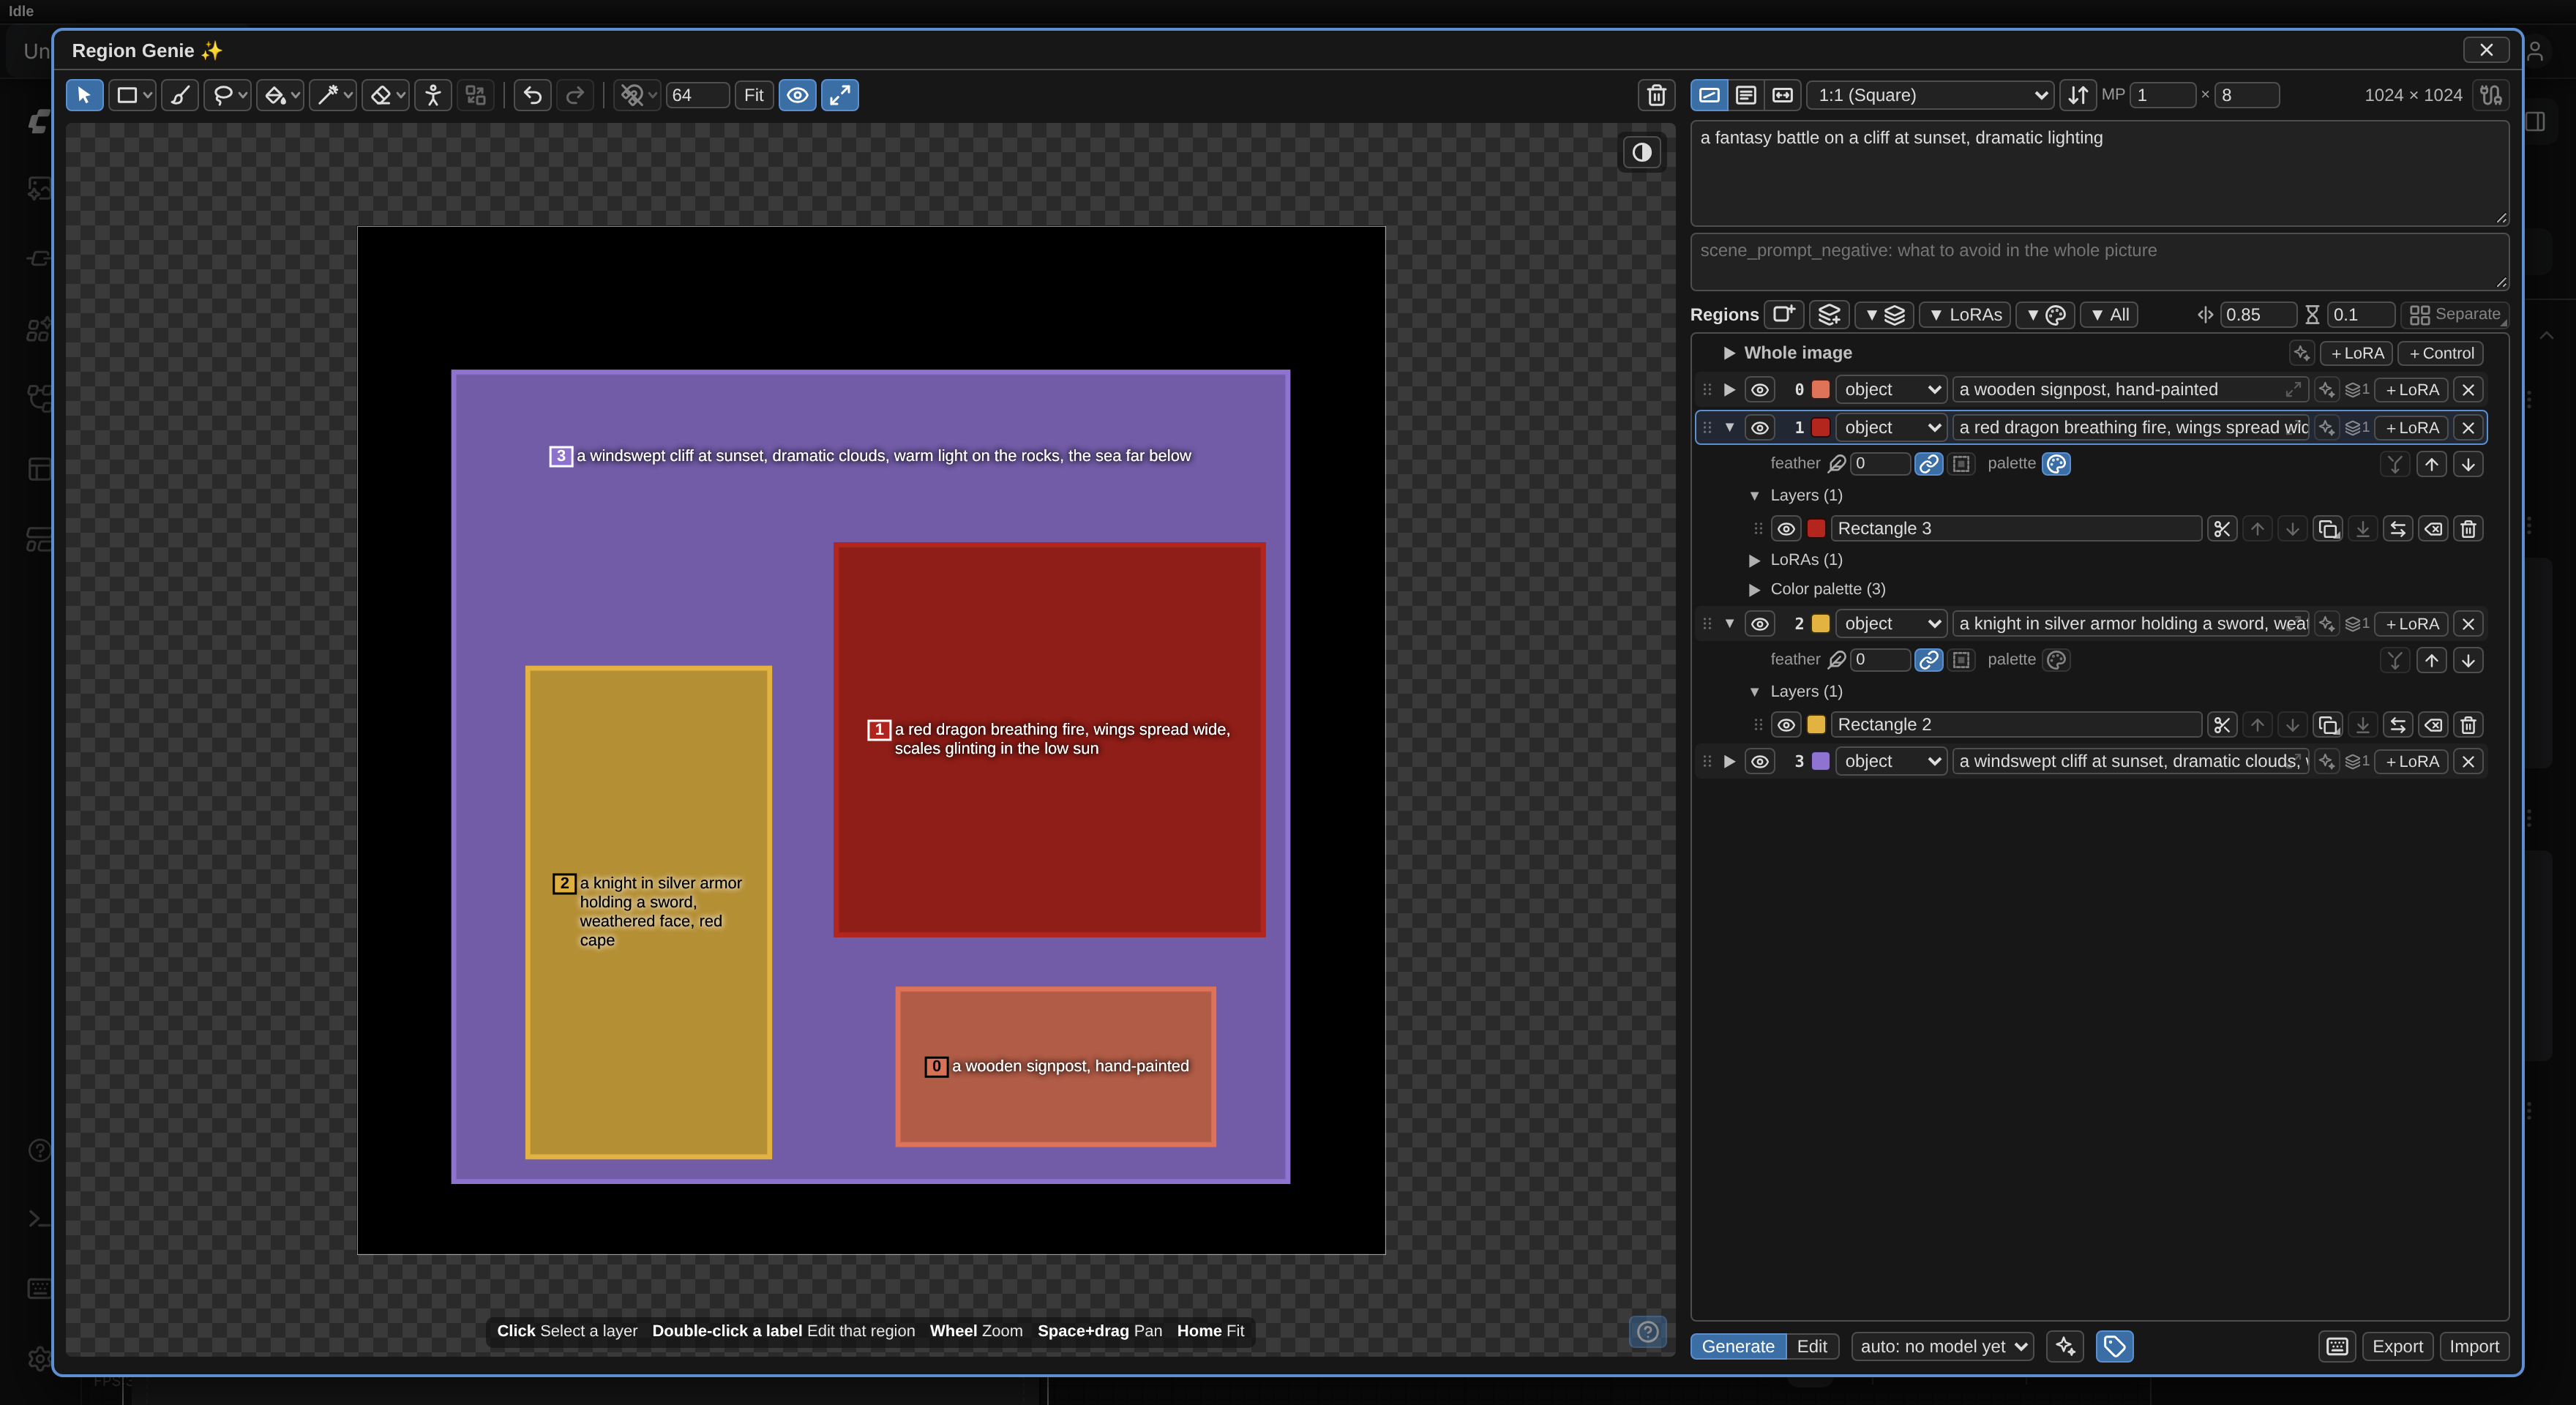 Idle
Un
Region Genie ✨
64
Fit
1:1 (Square)
MP 1 × 8
1024 × 1024
a fantasy battle on a cliff at sunset, dramatic lighting
scene_prompt_negative: what to avoid in the whole picture
Regions
▼ LoRAs
▼ All
0.85
0.1
Separate
Whole image
+ LoRA
+ Control
0 object a wooden signpost, hand-painted 1 + LoRA
1 object a red dragon breathing fire, wings spread wid 1 + LoRA
feather 0 palette
Layers (1)
Rectangle 3
LoRAs (1)
Color palette (3)
2 object a knight in silver armor holding a sword, weat 1 + LoRA
feather 0 palette
Layers (1)
Rectangle 2
3 object a windswept cliff at sunset, dramatic clouds, 1 + LoRA
3 a windswept cliff at sunset, dramatic clouds, warm light on the rocks, the sea far below
1 a red dragon breathing fire, wings spread wide,
scales glinting in the low sun
2 a knight in silver armor
holding a sword,
weathered face, red
cape
0 a wooden signpost, hand-painted
Click Select a layer Double-click a label Edit that region Wheel Zoom Space+drag Pan Home Fit
Generate
Edit
auto: no model yet
Export
Import